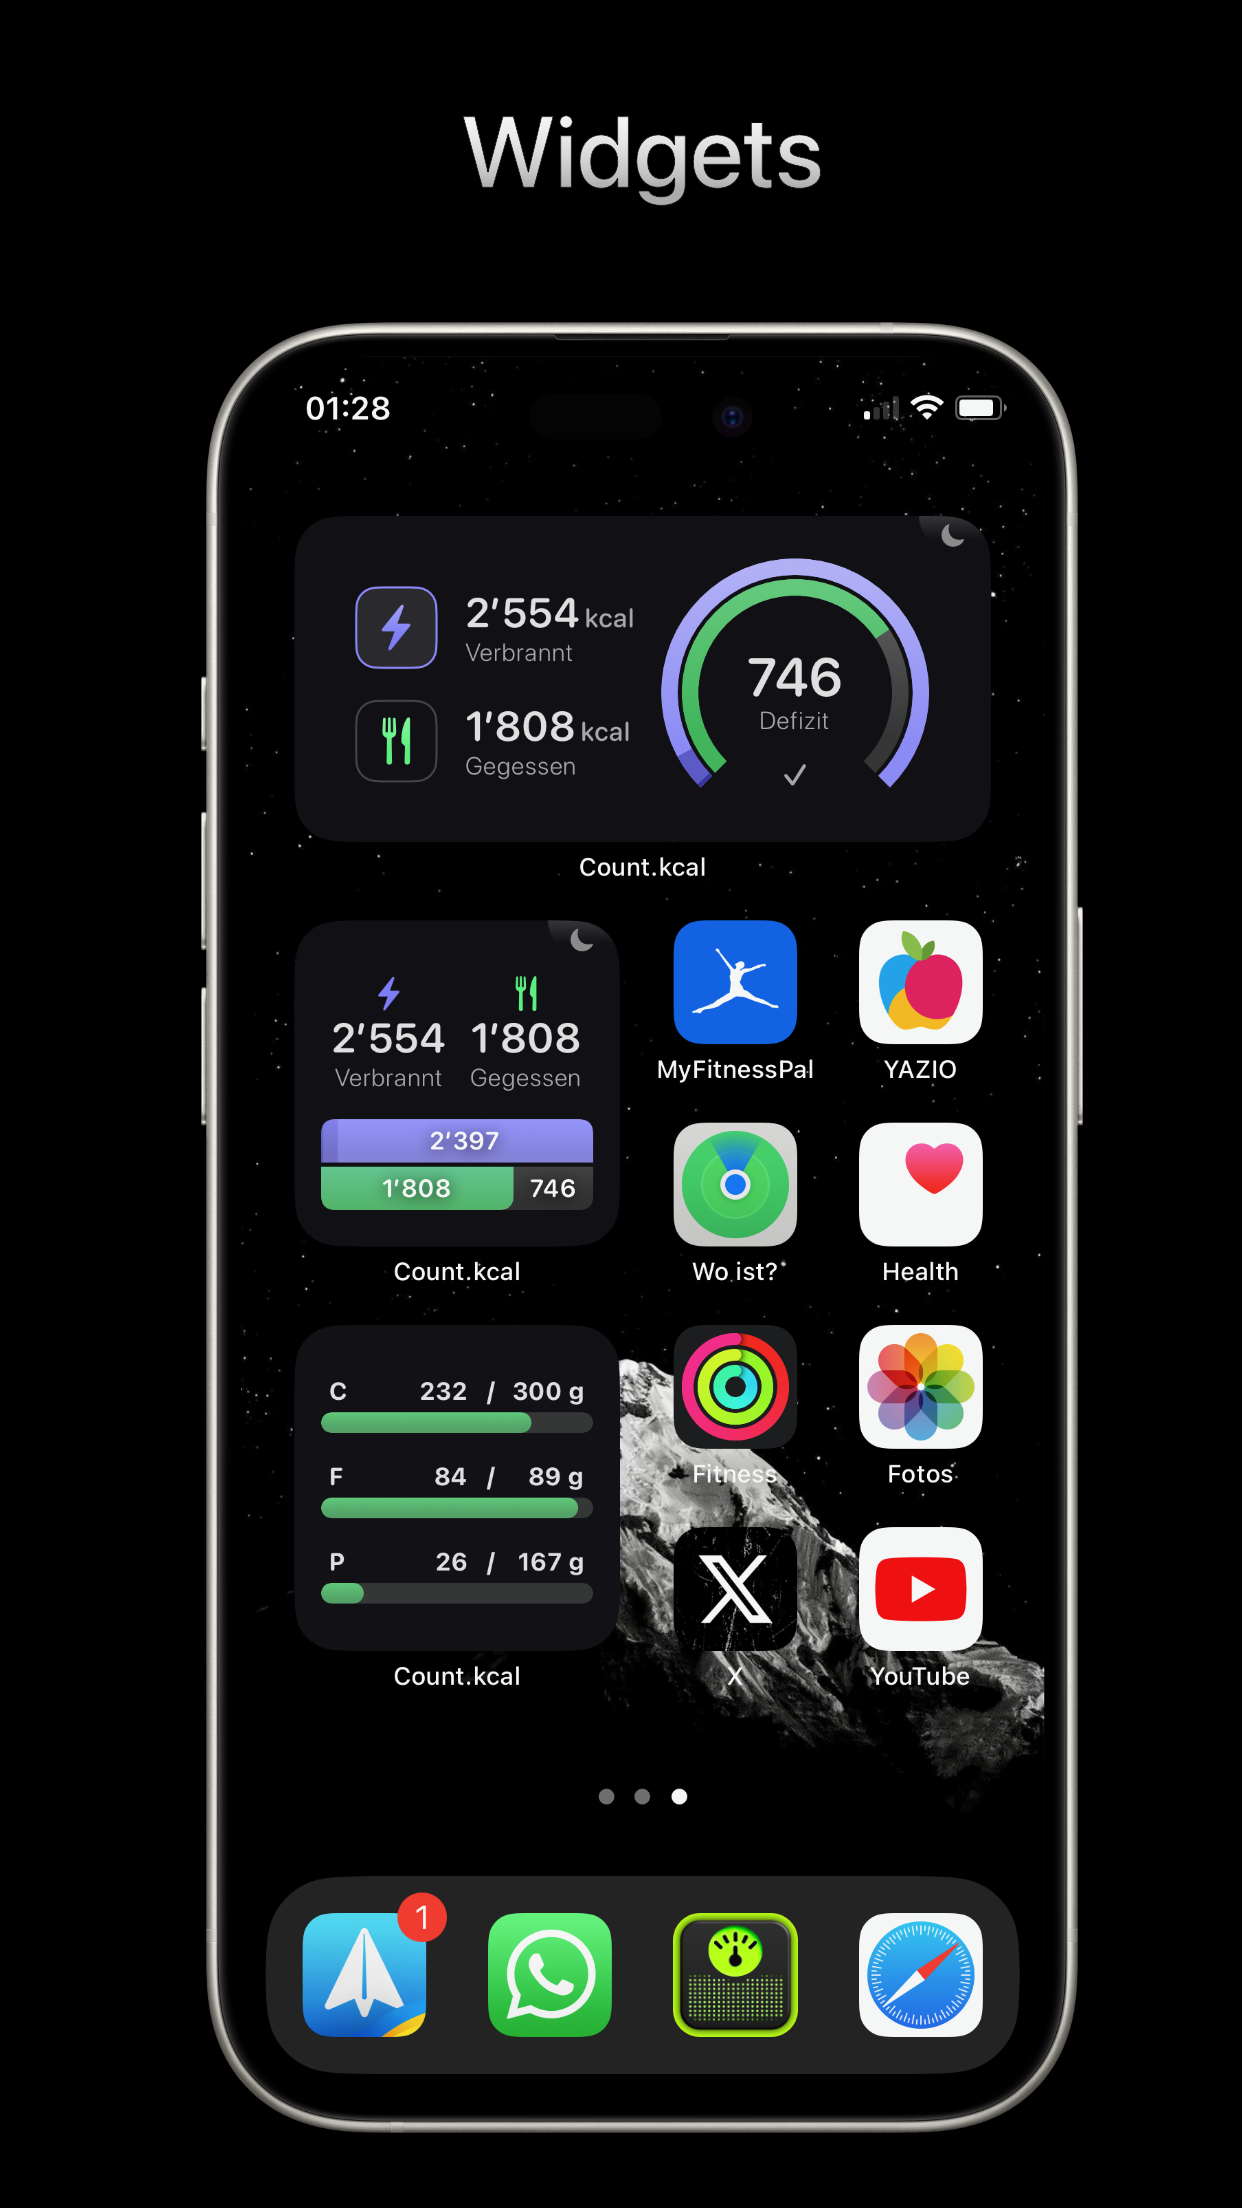 Widgets
01:28
2’554 kcal
Verbrannt
1’808 kcal
Gegessen
746
Defizit
Count.kcal
2’554 1’808
Verbrannt Gegessen
2’397
1’808 746
Count.kcal
MyFitnessPal YAZIO
Wo ist? Health
C 232 / 300 g
F 84 / 89 g
P 26 / 167 g
Count.kcal
Fitness Fotos
X YouTube
1